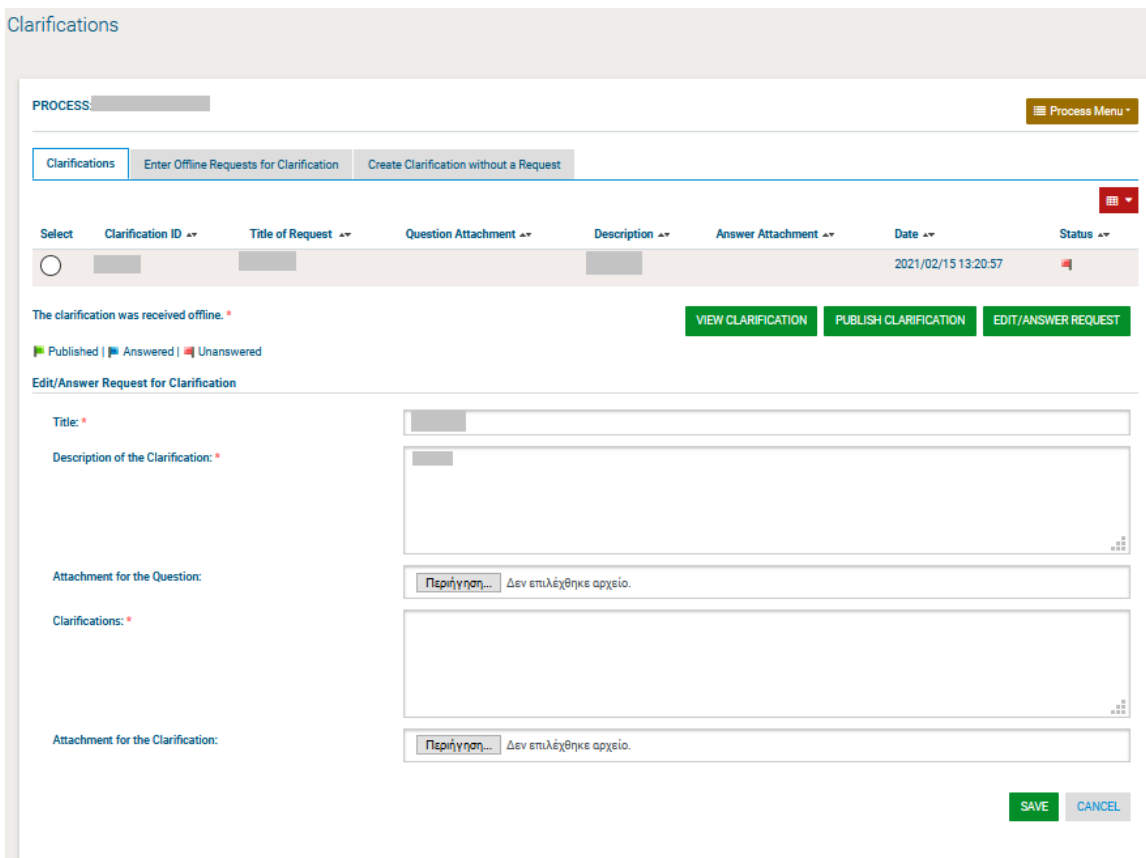 Clarifications
PROCESS:
Process Menu
Clarifications Enter Offline Requests for Clarification Create Clarification without a Request
Select Clarification ID Title of Request Question Attachment Description Answer Attachment Date Status
2021/02/15 13:20:57
The clarification was received offline. *
VIEW CLARIFICATION PUBLISH CLARIFICATION EDIT/ANSWER REQUEST
Published | Answered | Unanswered
Edit/Answer Request for Clarification
Title: *
Description of the Clarification: *
Attachment for the Question: Περιήγηση... Δεν επιλέχθηκε αρχείο.
Clarifications: *
Attachment for the Clarification: Περιήγηση... Δεν επιλέχθηκε αρχείο.
SAVE CANCEL